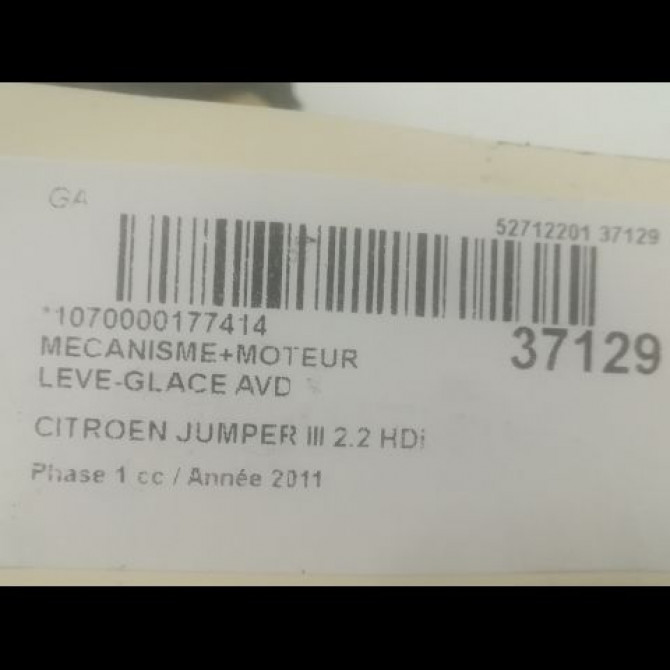 G4
52712201 37129
*1070000177414
37129
MECANISME+MOTEUR
LEVE-GLACE AVD
CITROEN JUMPER III 2.2 HDi
Phase 1 cc / Année 2011